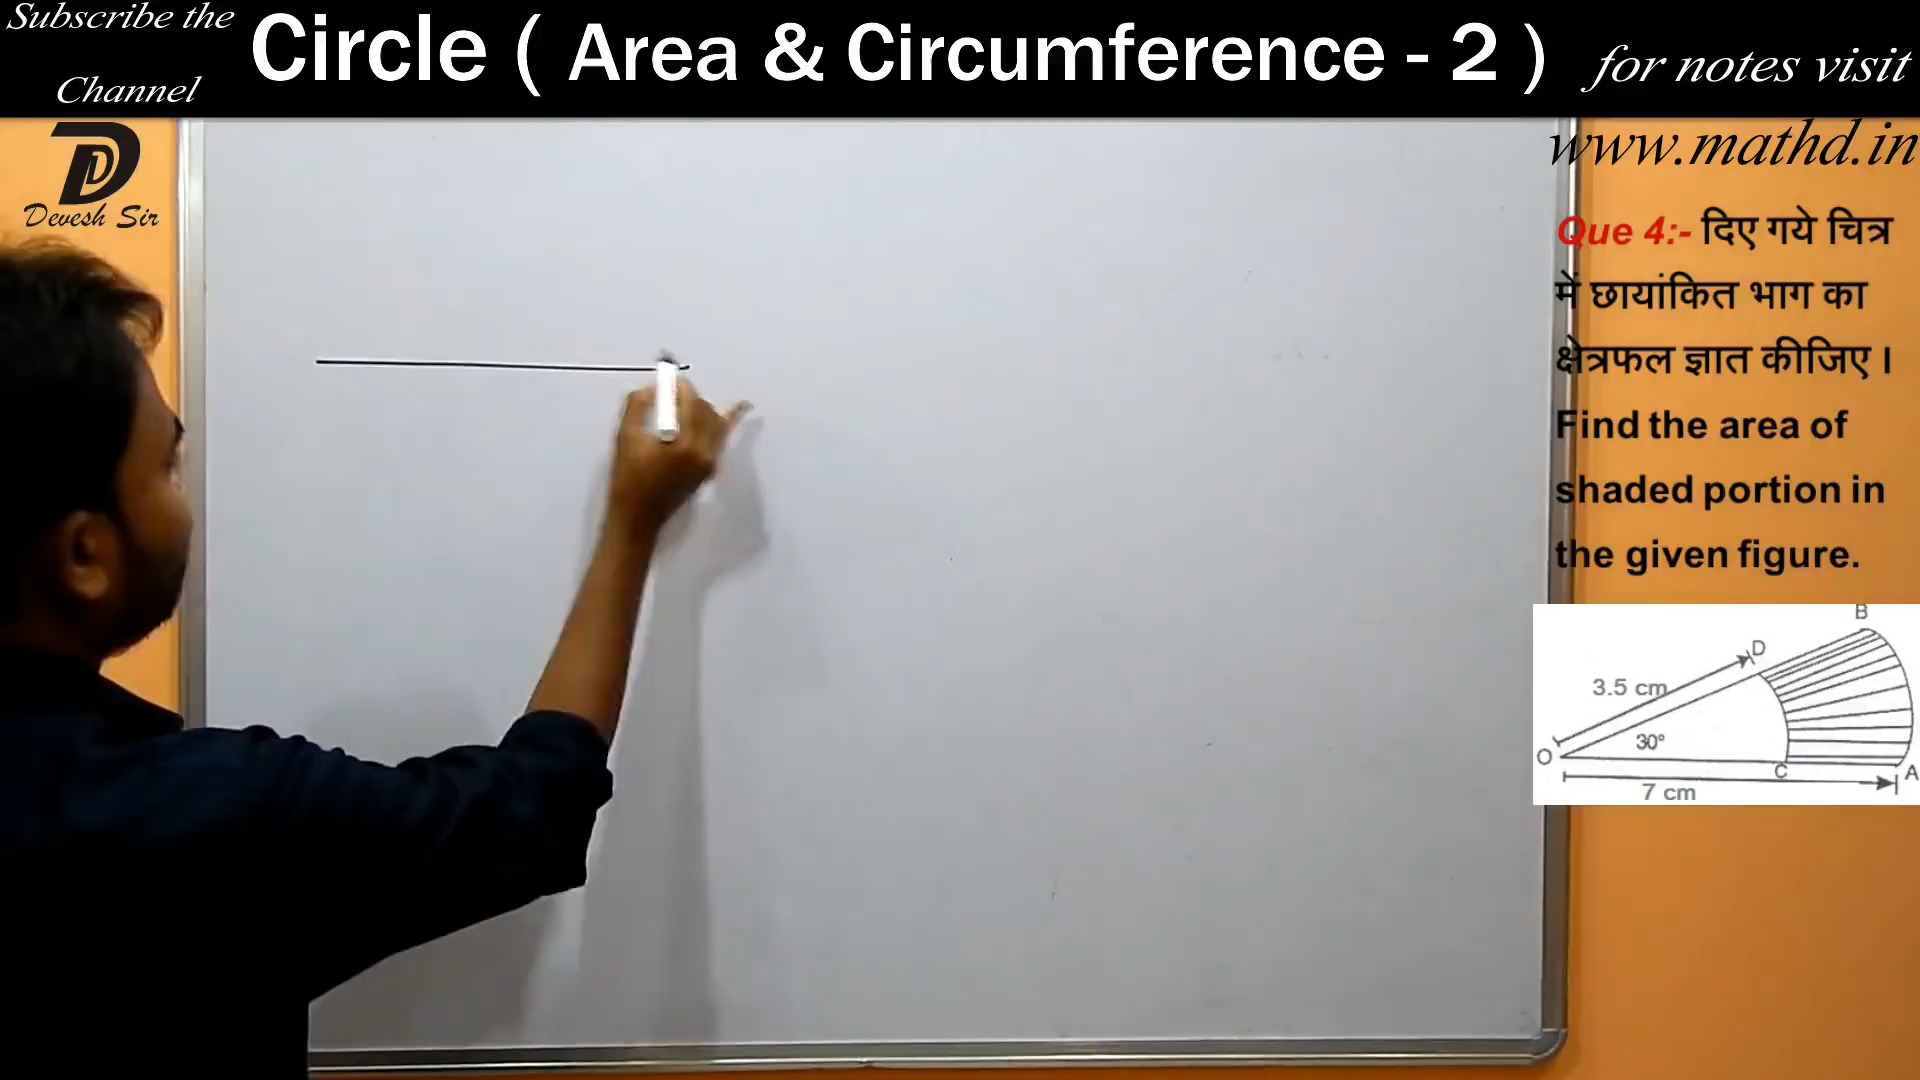 Subscribe the
Channel
Circle ( Area & Circumference - 2 )
for notes visit
www.mathd.in
D
Devesh Sir
Que 4:- दिए गये चित्र
में छायांकित भाग का
क्षेत्रफल ज्ञात कीजिए ।
Find the area of
shaded portion in
the given figure.
B
D
3.5 cm
30°
O
C
A
7 cm